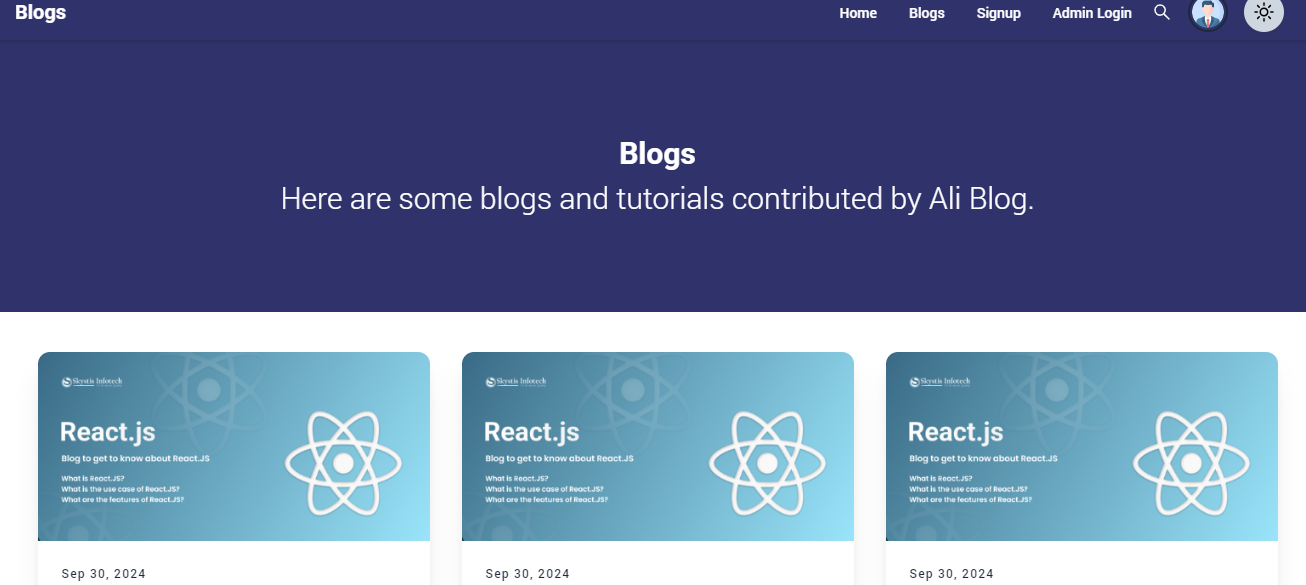 Blogs
Home Blogs Signup Admin Login
Blogs
Here are some blogs and tutorials contributed by Ali Blog.
Skystis Infotech
React.js
Blog to get to know about React.JS
What is React.JS?
What is the use case of React.JS?
What are the features of React.JS?
Sep 30, 2024
Skystis Infotech
React.js
Blog to get to know about React.JS
What is React.JS?
What is the use case of React.JS?
What are the features of React.JS?
Sep 30, 2024
Skystis Infotech
React.js
Blog to get to know about React.JS
What is React.JS?
What is the use case of React.JS?
What are the features of React.JS?
Sep 30, 2024